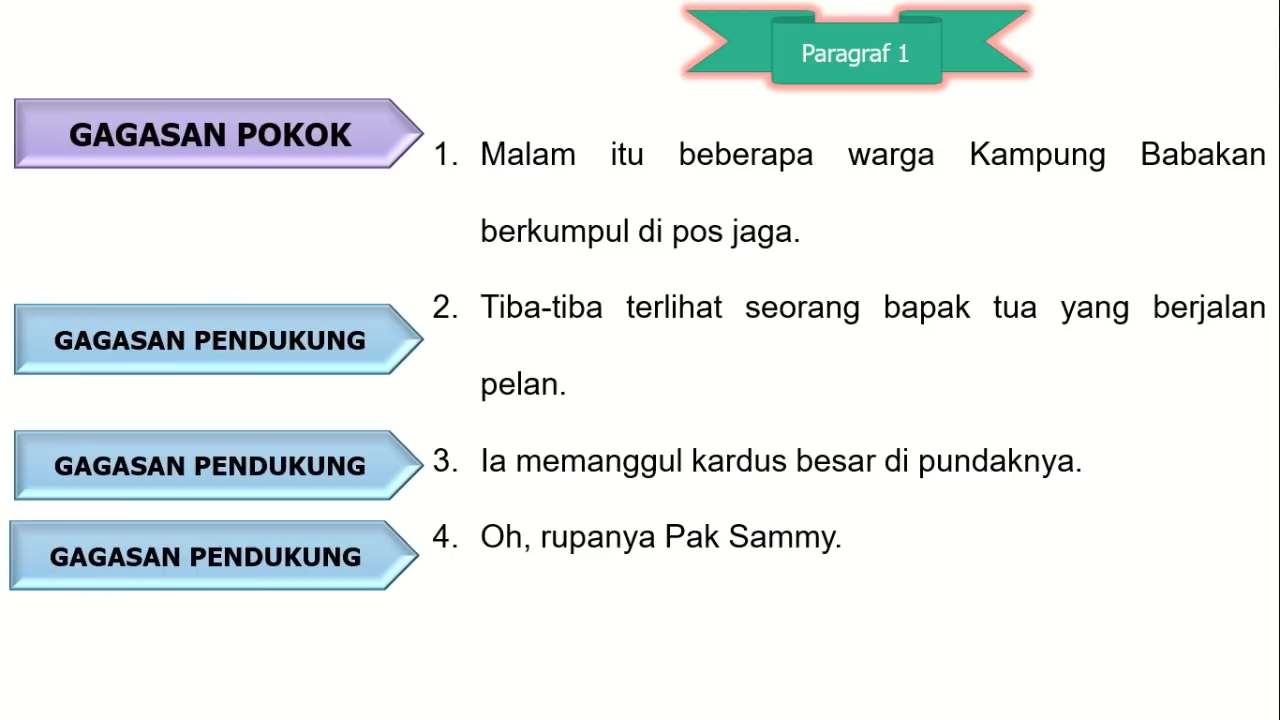 Paragraf 1
GAGASAN POKOK
1. Malam itu beberapa warga Kampung Babakan
berkumpul di pos jaga.
GAGASAN PENDUKUNG
2. Tiba-tiba terlihat seorang bapak tua yang berjalan
pelan.
GAGASAN PENDUKUNG
3. Ia memanggul kardus besar di pundaknya.
GAGASAN PENDUKUNG
4. Oh, rupanya Pak Sammy.